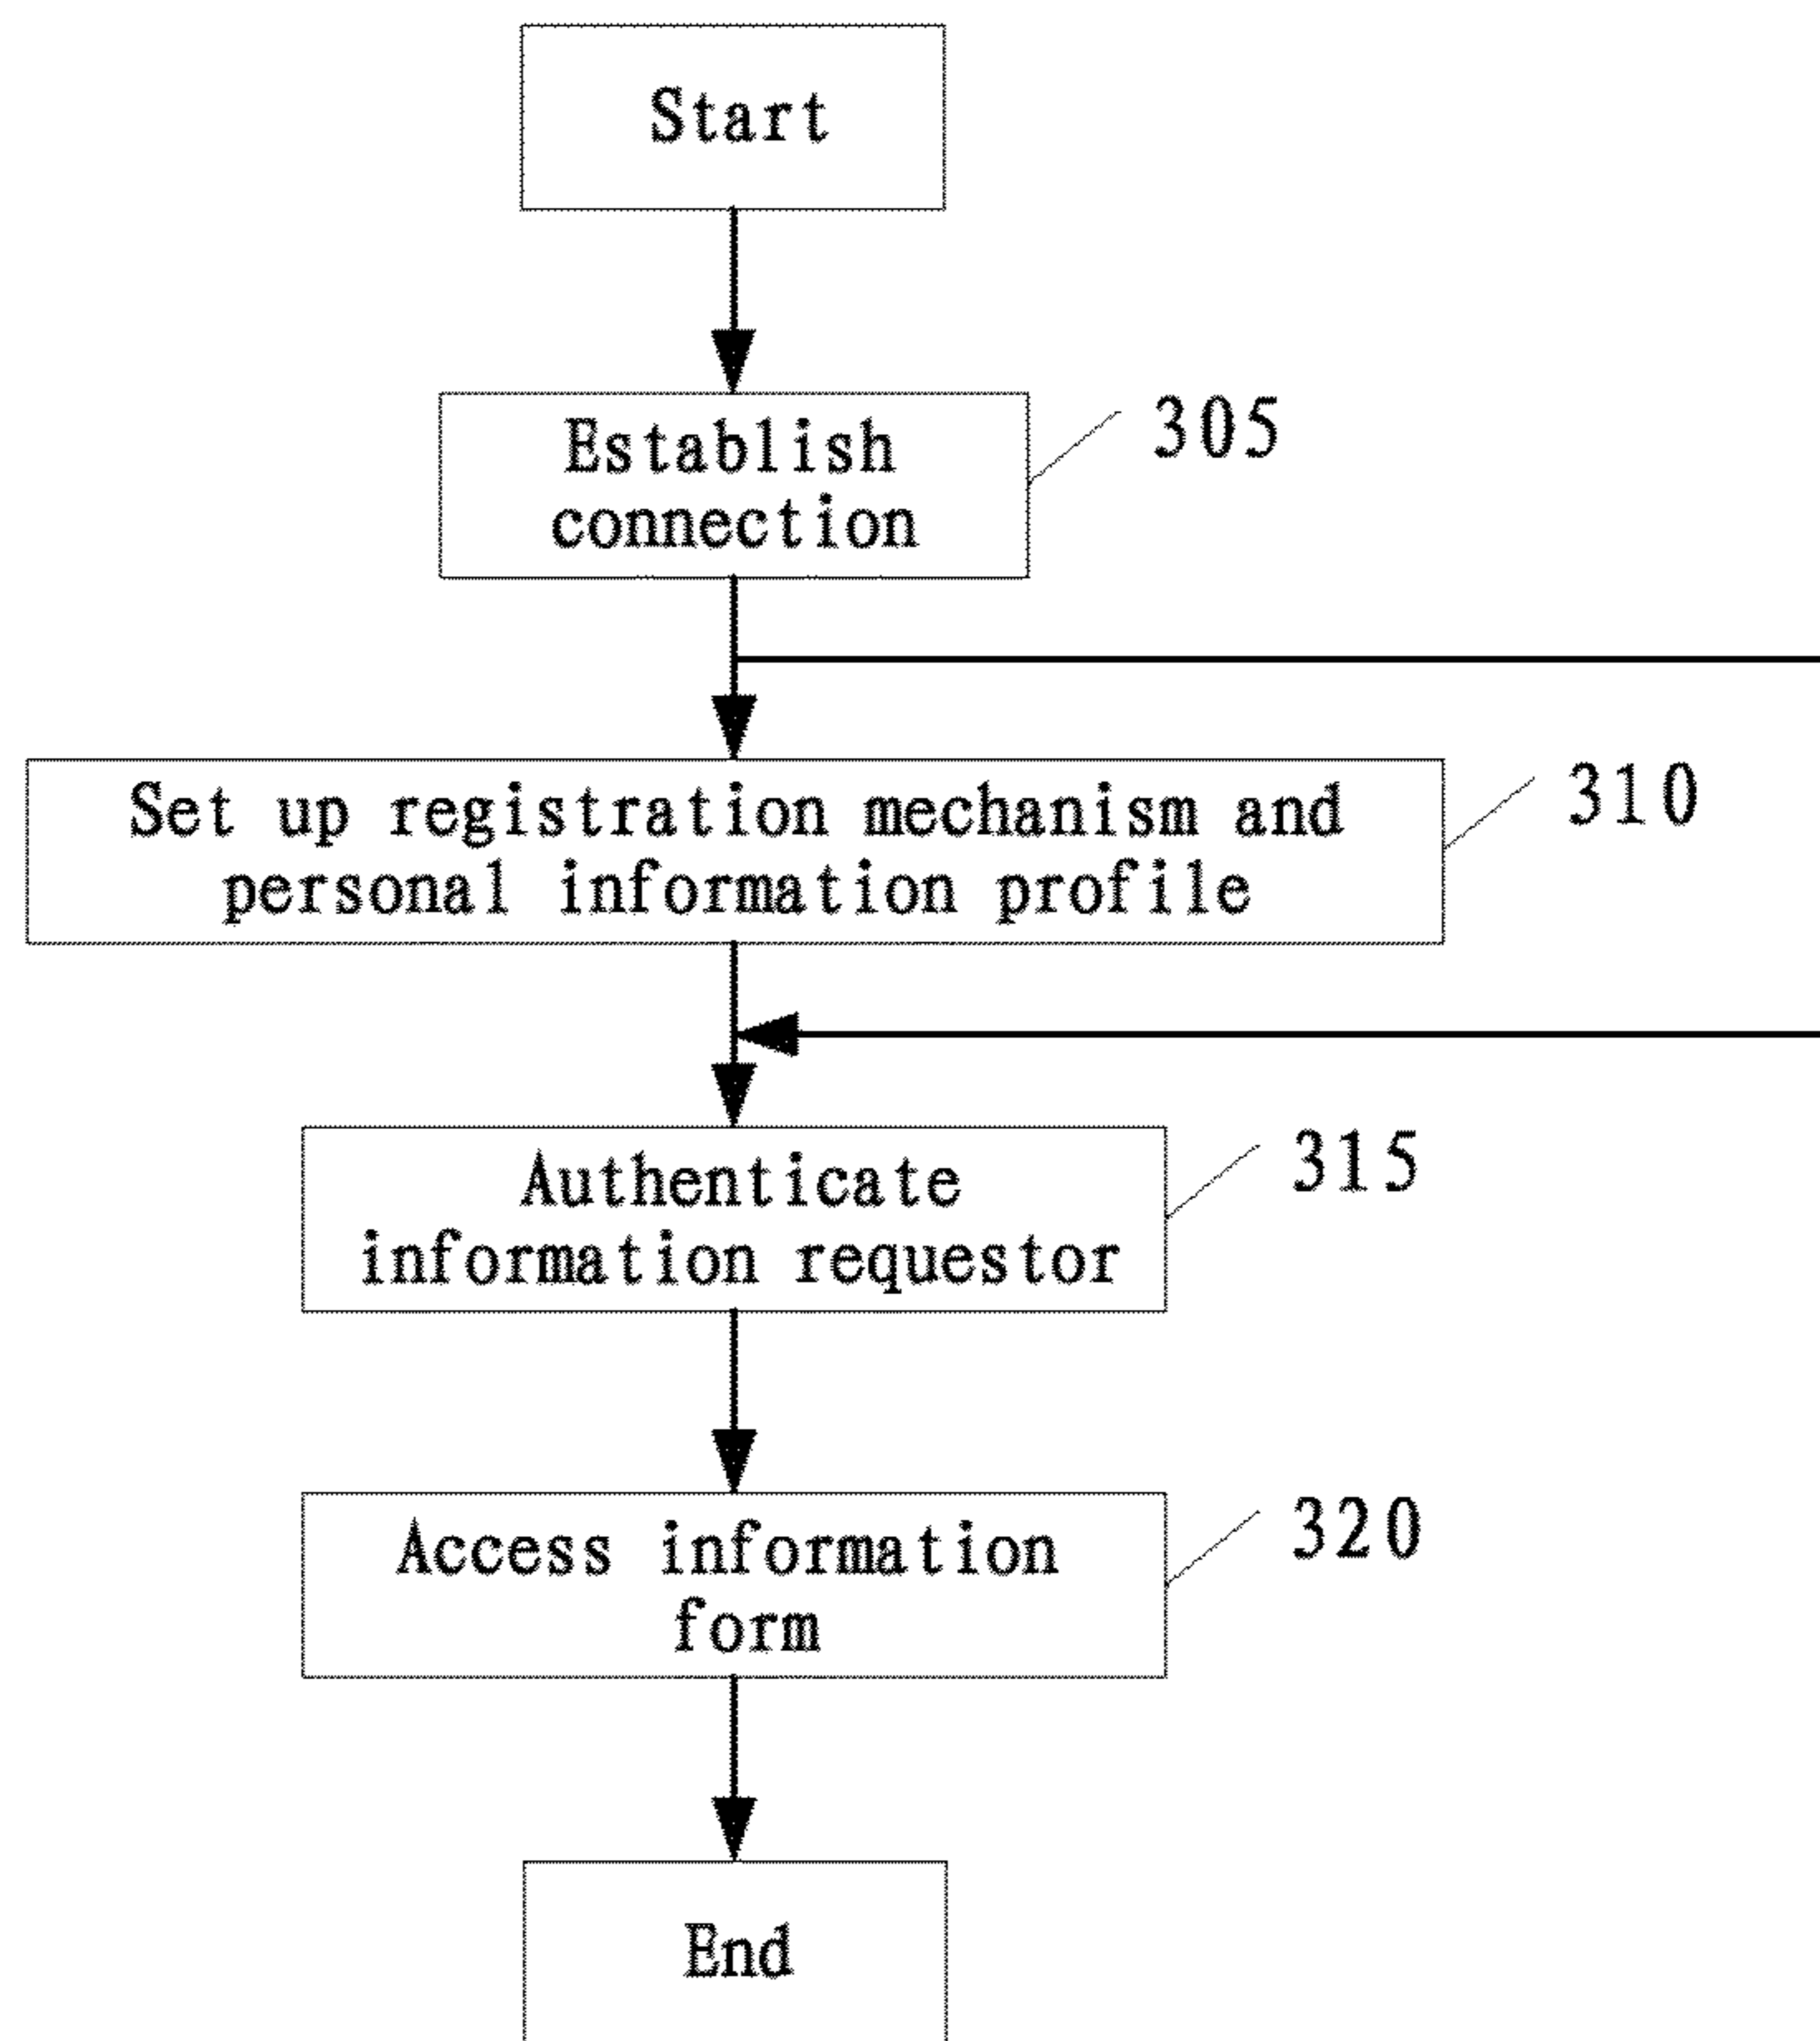 Start
Establish
connection
305
Set up registration mechanism and
personal information profile
310
Authenticate
information requestor
315
Access information
form
320
End